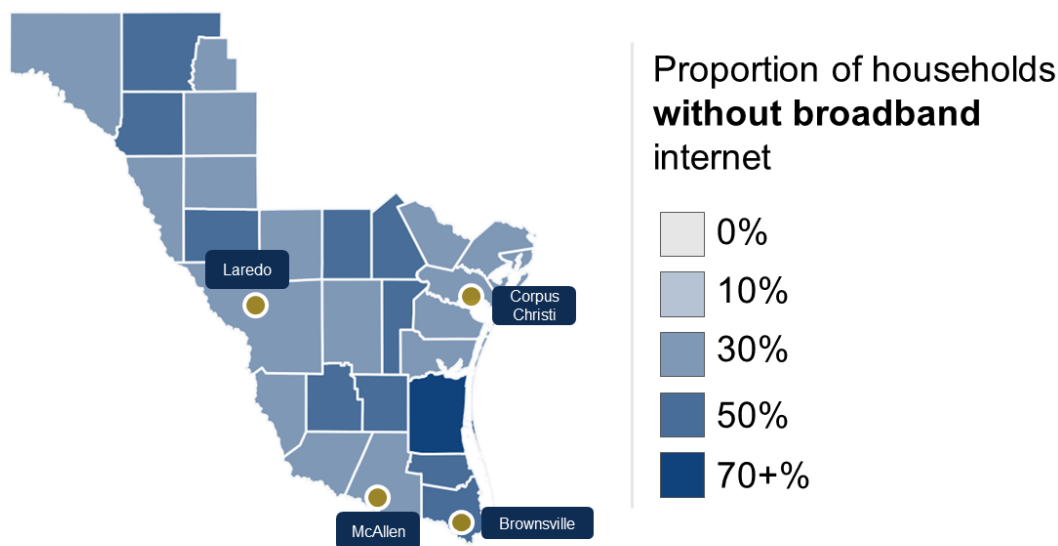 Proportion of households
without broadband
internet
0%
10%
30%
50%
70+%
Laredo
Corpus
Christi
McAllen
Brownsville